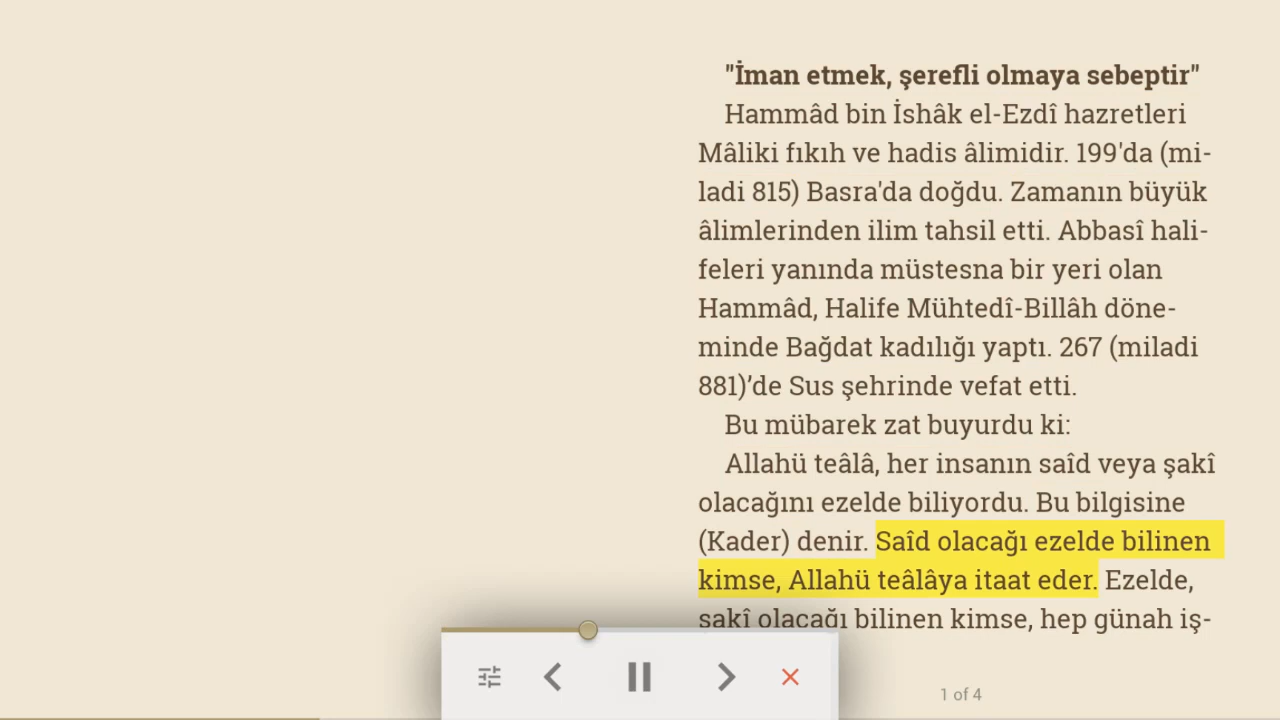 "İman etmek, şerefli olmaya sebeptir"
Hammâd bin İshâk el-Ezdî hazretleri
Mâliki fıkıh ve hadis âlimidir. 199'da (mi-
ladi 815) Basra'da doğdu. Zamanın büyük
âlimlerinden ilim tahsil etti. Abbasî hali-
feleri yanında müstesna bir yeri olan
Hammâd, Halife Mühtedî-Billâh döne-
minde Bağdat kadılığı yaptı. 267 (miladi
881)’de Sus şehrinde vefat etti.
Bu mübarek zat buyurdu ki:
Allahü teâlâ, her insanın saîd veya şakî
olacağını ezelde biliyordu. Bu bilgisine
(Kader) denir. Saîd olacağı ezelde bilinen
kimse, Allahü teâlâya itaat eder. Ezelde,
şakî olacağı bilinen kimse, hep günah iş-
1 of 4